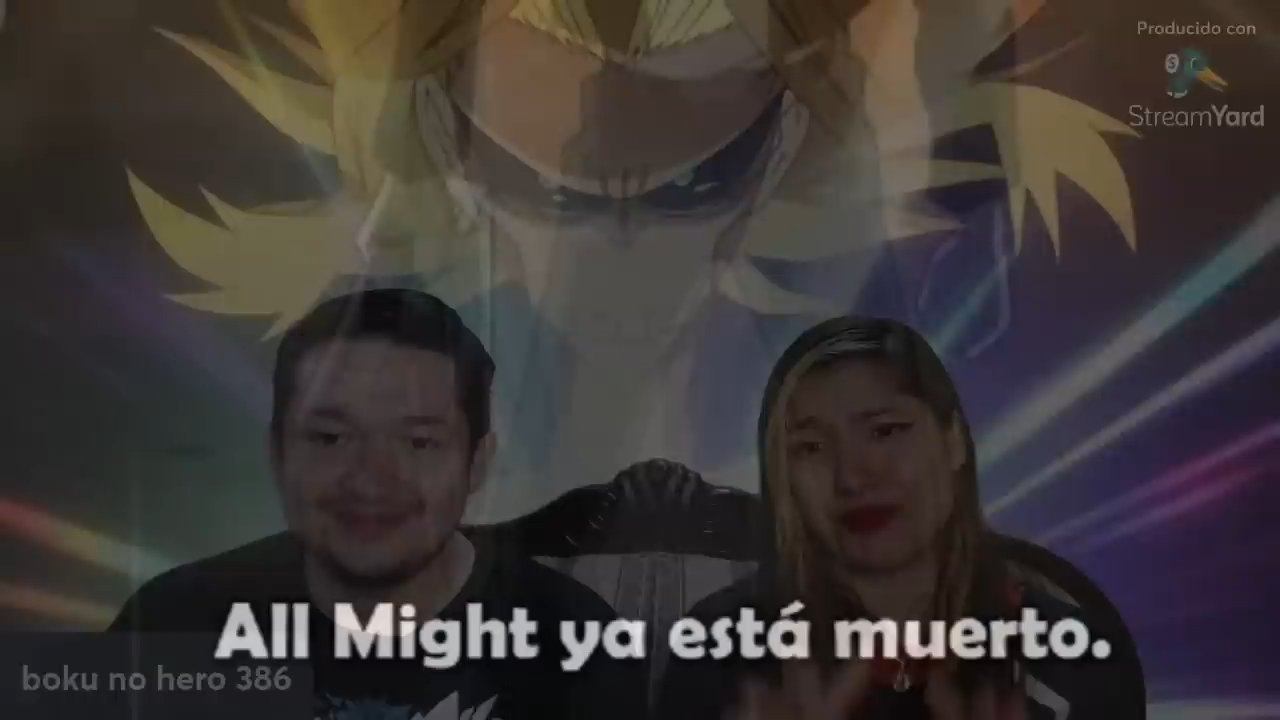 Producido con
StreamYard
All Might ya está muerto.
boku no hero 386